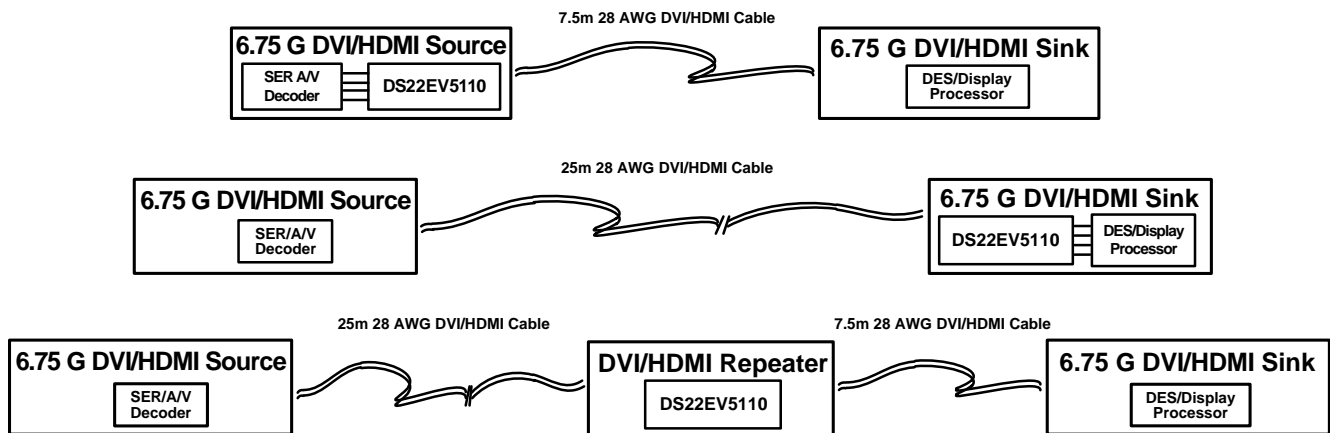 7.5m 28 AWG DVI/HDMI Cable
6.75 G DVI/HDMI Source
SER A/V
Decoder
DS22EV5110
6.75 G DVI/HDMI Sink
DES/Display
Processor
25m 28 AWG DVI/HDMI Cable
6.75 G DVI/HDMI Source
SER/A/V
Decoder
6.75 G DVI/HDMI Sink
DS22EV5110
DES/Display
Processor
25m 28 AWG DVI/HDMI Cable
7.5m 28 AWG DVI/HDMI Cable
6.75 G DVI/HDMI Source
SER/A/V
Decoder
DVI/HDMI Repeater
DS22EV5110
6.75 G DVI/HDMI Sink
DES/Display
Processor